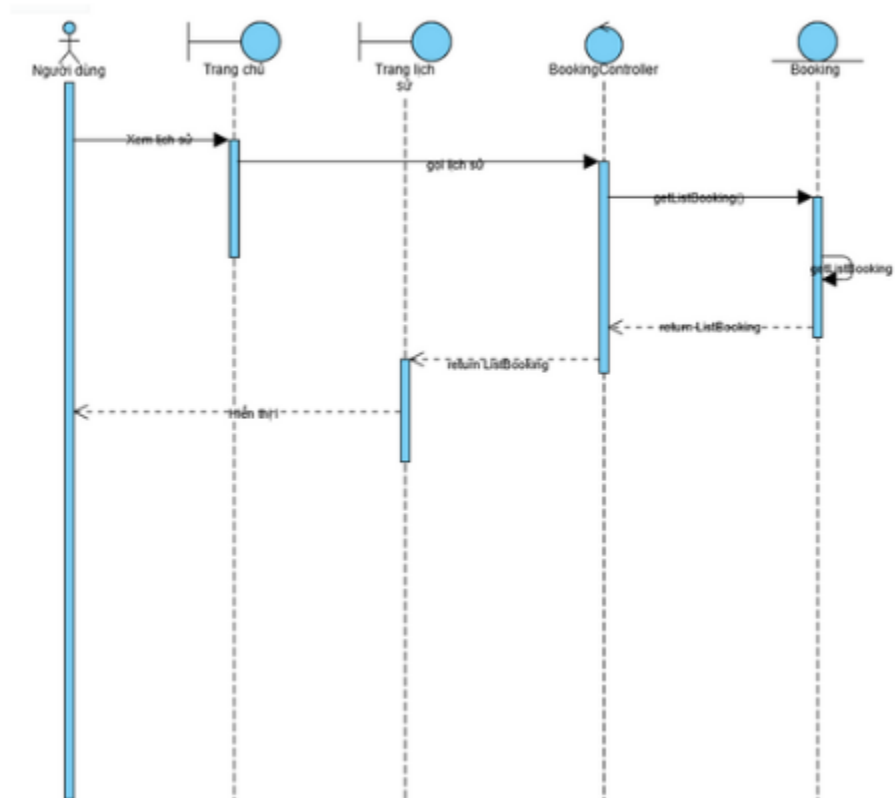 Người dùng
Trang chủ
Trang lịch
sử
BookingController
Booking
Xem lịch sử
gọi lịch sử
getListBooking()
getListBooking
return ListBooking
return ListBooking
Hiển thị